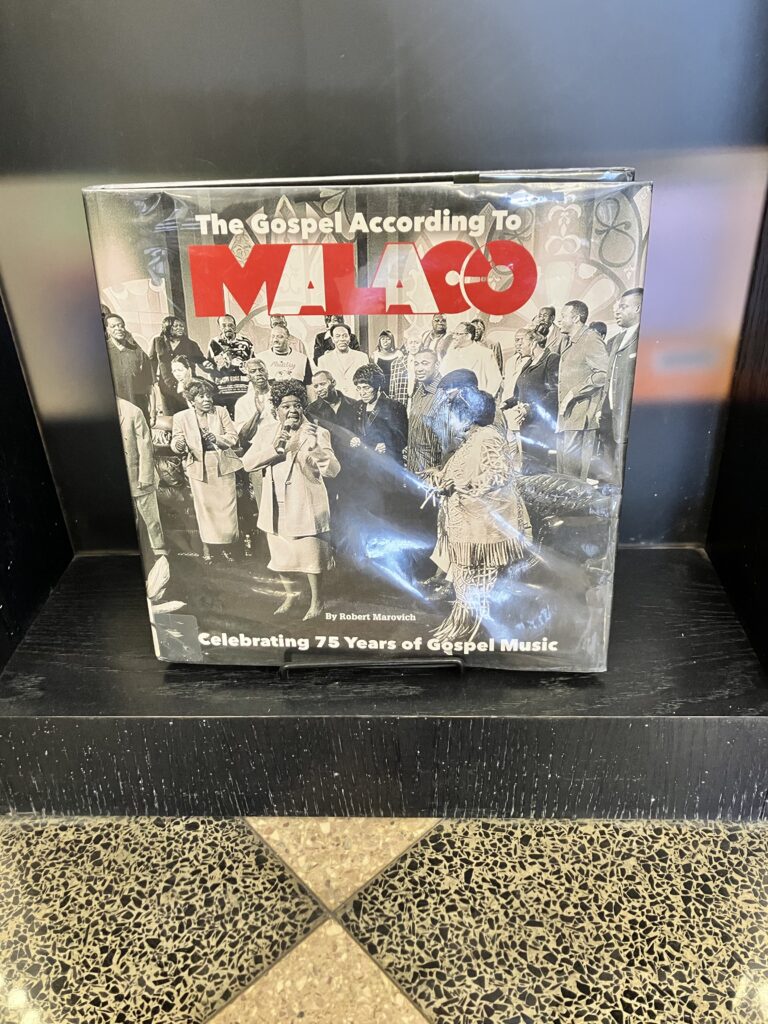 The Gospel According To
MALACO
By Robert Marovich
Celebrating 75 Years of Gospel Music